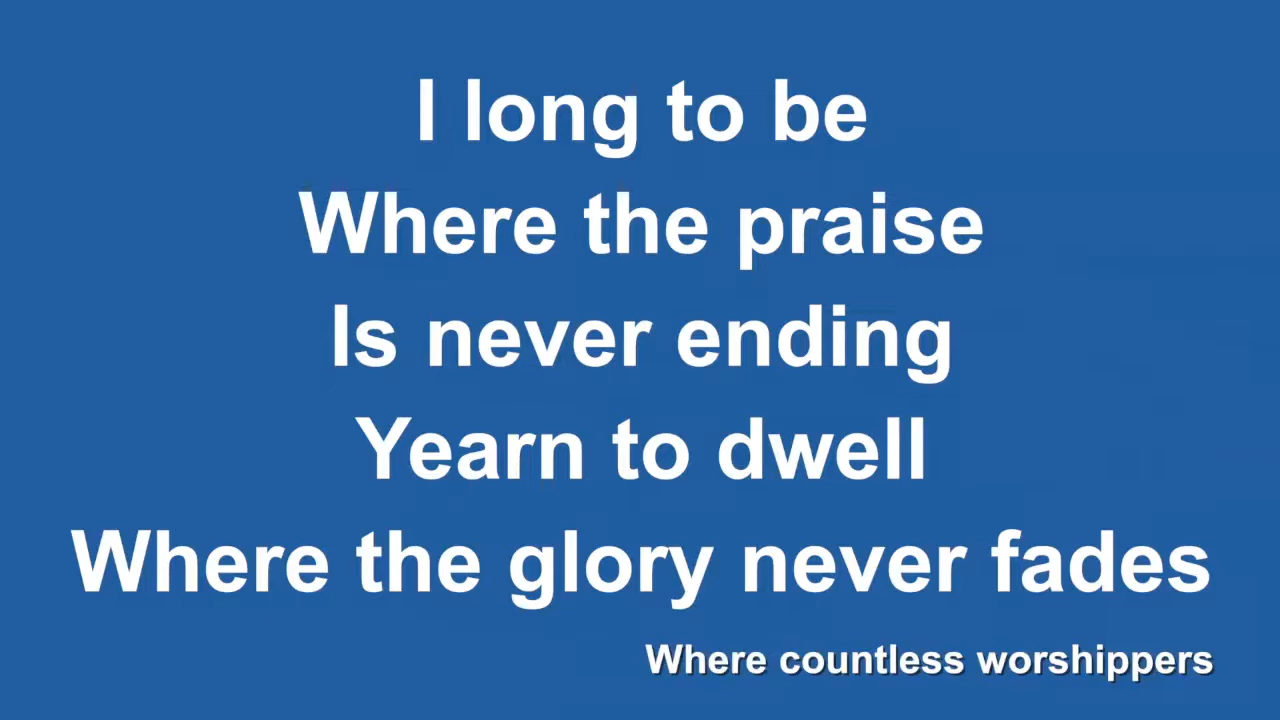 I long to be
Where the praise
Is never ending
Yearn to dwell
Where the glory never fades
Where countless worshippers